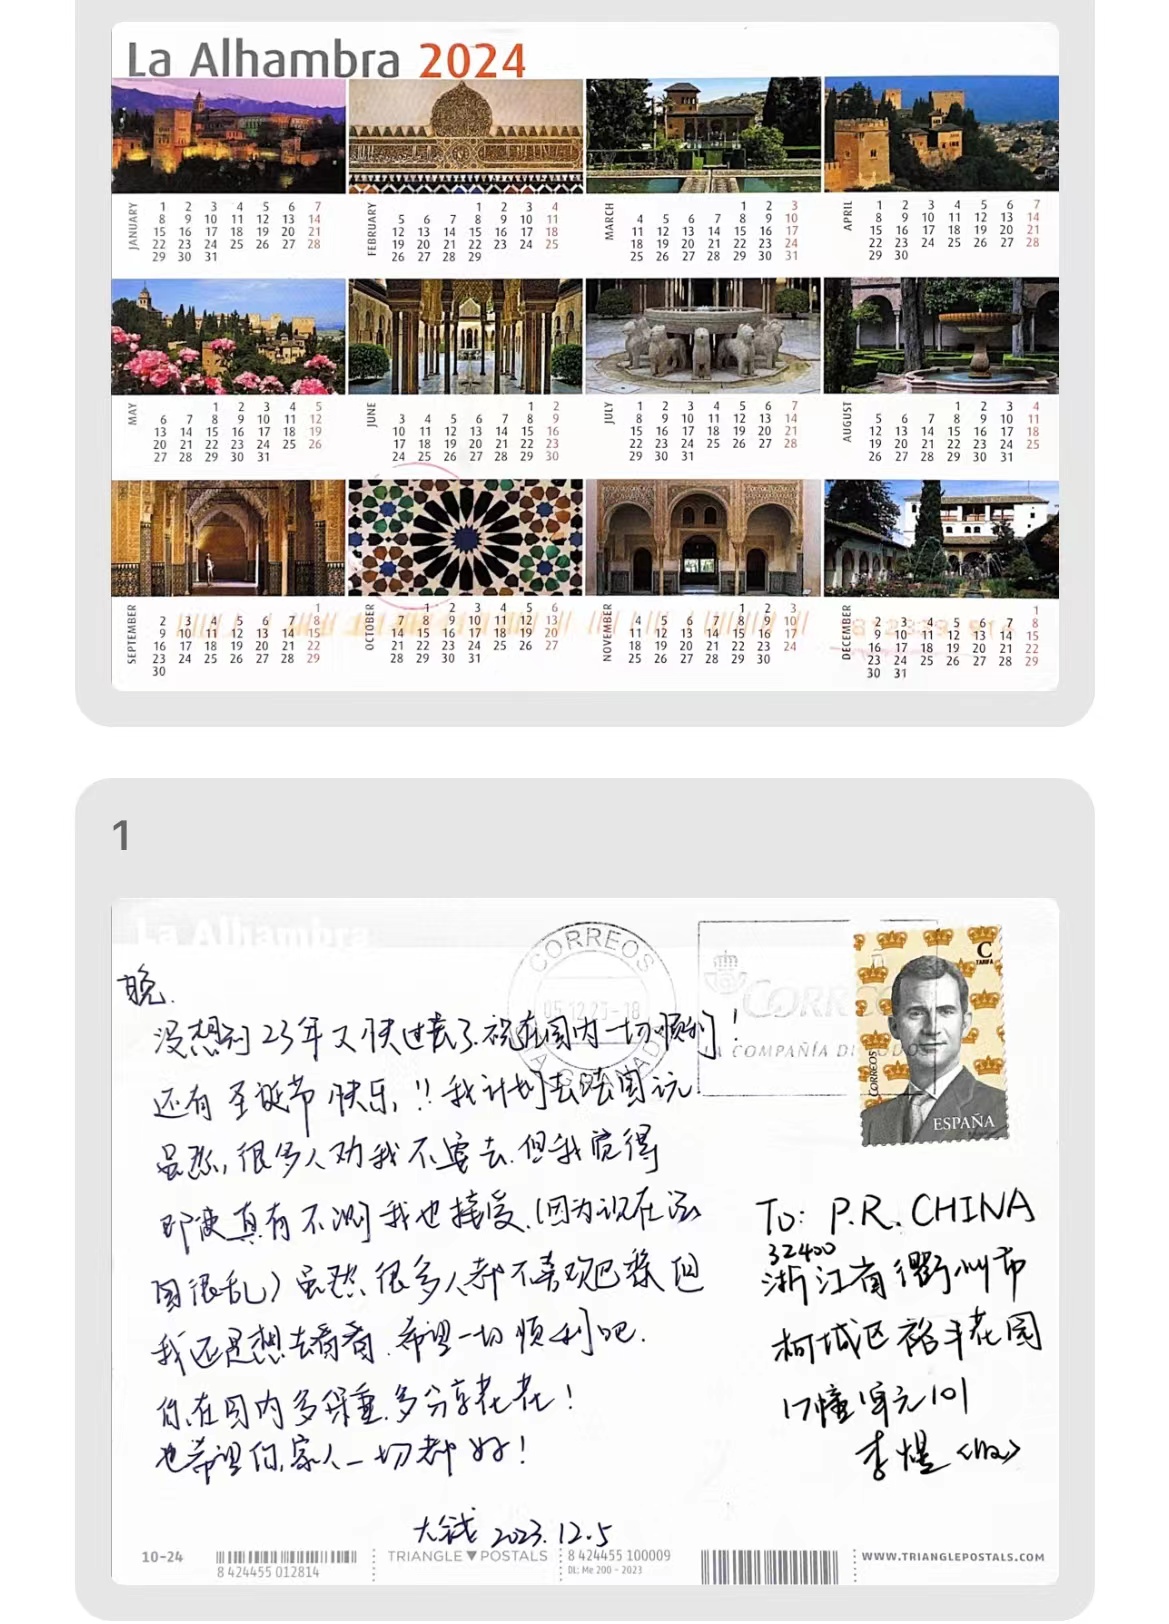 La Alhambra 2024
JANUARY
1 2 3 4 5 6 7
8 9 10 11 12 13 14
15 16 17 18 19 20 21
22 23 24 25 26 27 28
29 30 31
FEBRUARY
1 2 3 4
5 6 7 8 9 10 11
12 13 14 15 16 17 18
19 20 21 22 23 24 25
26 27 28 29
MARCH
1 2 3
4 5 6 7 8 9 10
11 12 13 14 15 16 17
18 19 20 21 22 23 24
25 26 27 28 29 30 31
APRIL
1 2 3 4 5 6 7
8 9 10 11 12 13 14
15 16 17 18 19 20 21
22 23 24 25 26 27 28
29 30
MAY
1 2 3 4 5
6 7 8 9 10 11 12
13 14 15 16 17 18 19
20 21 22 23 24 25 26
27 28 29 30 31
JUNE
1 2
3 4 5 6 7 8 9
10 11 12 13 14 15 16
17 18 19 20 21 22 23
24 25 26 27 28 29 30
JULY
1 2 3 4 5 6 7
8 9 10 11 12 13 14
15 16 17 18 19 20 21
22 23 24 25 26 27 28
29 30 31
AUGUST
1 2 3 4
5 6 7 8 9 10 11
12 13 14 15 16 17 18
19 20 21 22 23 24 25
26 27 28 29 30 31
SEPTEMBER
1
2 3 4 5 6 7 8
9 10 11 12 13 14 15
16 17 18 19 20 21 22
23 24 25 26 27 28 29
30
OCTOBER
1 2 3 4 5 6
7 8 9 10 11 12 13
14 15 16 17 18 19 20
21 22 23 24 25 26 27
28 29 30 31
NOVEMBER
1 2 3
4 5 6 7 8 9 10
11 12 13 14 15 16 17
18 19 20 21 22 23 24
25 26 27 28 29 30
DECEMBER
1
2 3 4 5 6 7 8
9 10 11 12 13 14 15
16 17 18 19 20 21 22
23 24 25 26 27 28 29
30 31
1
La Alhambra
CORREOS
05.12.23-18
GRANADA
CORREOS
LA COMPAÑÍA DE TODOS
C
TARIFA
CORREOS
ESPAÑA
晓.
没想到23年又快过去了.祝在国内一切顺利!
还有圣诞节快乐,!!我计划去法国玩
虽然,很多人劝我不要去.但我觉得
即使真有不测我也接受.(因为现在法
国很乱)虽然很多人都不喜欢巴黎但
我还是想去看看.希望一切顺利吧.
你在国内多保重.多分享花花!
也希望你家人一切都好!
大钱 2023.12.5
To: P.R. CHINA
32400
浙江省衢州市
柯城区裕丰花园
17幢单元101
李煜
10-24
8 424455 012814
TRIANGLE▼POSTALS
8 424455 100009
DL: Me 200 - 2023
WWW.TRIANGLEPOSTALS.COM